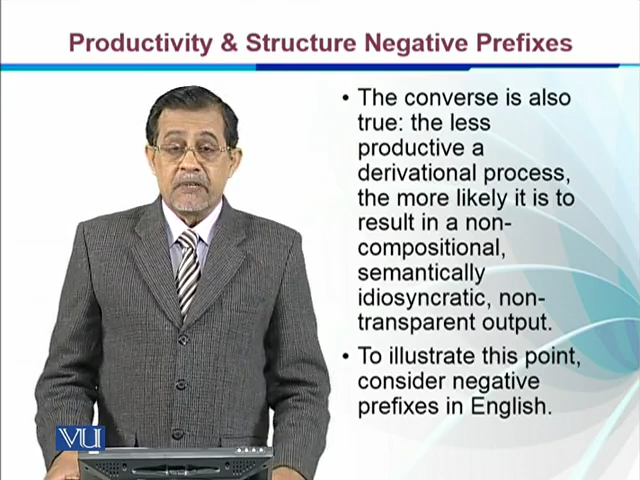 Productivity & Structure Negative Prefixes
• The converse is also
true: the less
productive a
derivational process,
the more likely it is to
result in a non-
compositional,
semantically
idiosyncratic, non-
transparent output.
• To illustrate this point,
consider negative
prefixes in English.
VU